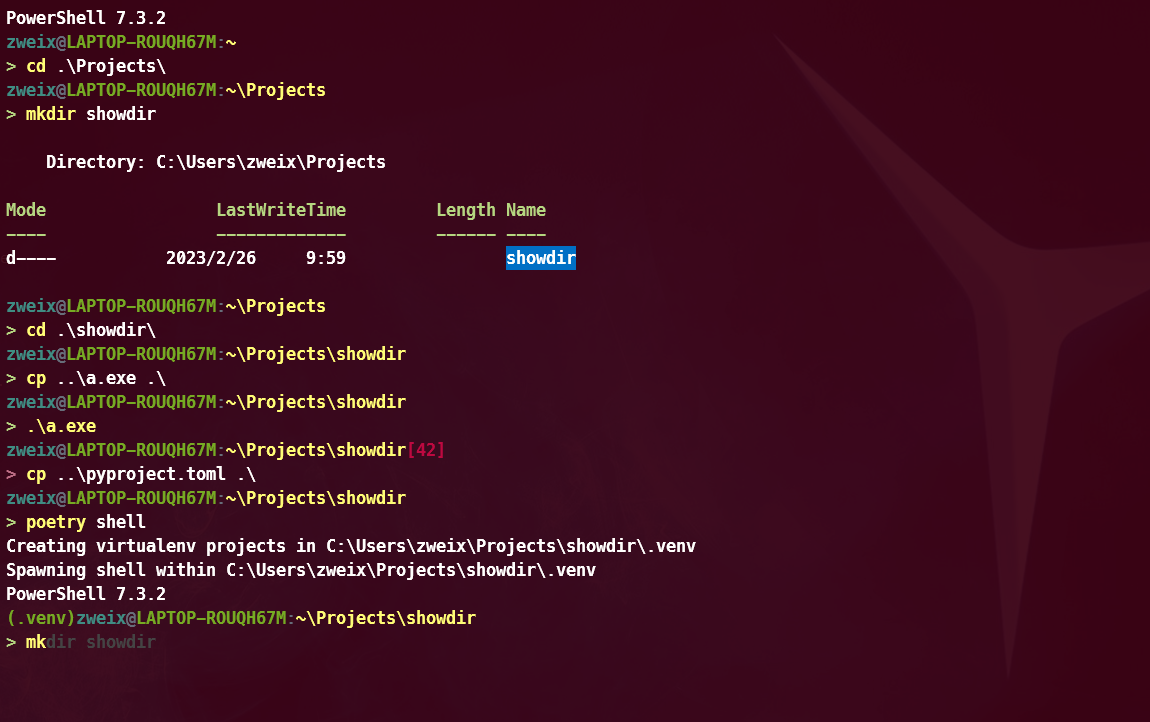 PowerShell 7.3.2
zweix@LAPTOP-ROUQH67M:~
> cd .\Projects\
zweix@LAPTOP-ROUQH67M:~\Projects
> mkdir showdir
    Directory: C:\Users\zweix\Projects
Mode                 LastWriteTime         Length Name
----                 -------------         ------ ----
d----           2023/2/26     9:59                showdir
zweix@LAPTOP-ROUQH67M:~\Projects
> cd .\showdir\
zweix@LAPTOP-ROUQH67M:~\Projects\showdir
> cp ..\a.exe .\
zweix@LAPTOP-ROUQH67M:~\Projects\showdir
> .\a.exe
zweix@LAPTOP-ROUQH67M:~\Projects\showdir[42]
> cp ..\pyproject.toml .\
zweix@LAPTOP-ROUQH67M:~\Projects\showdir
> poetry shell
Creating virtualenv projects in C:\Users\zweix\Projects\showdir\.venv
Spawning shell within C:\Users\zweix\Projects\showdir\.venv
PowerShell 7.3.2
(.venv)zweix@LAPTOP-ROUQH67M:~\Projects\showdir
> mkdir showdir